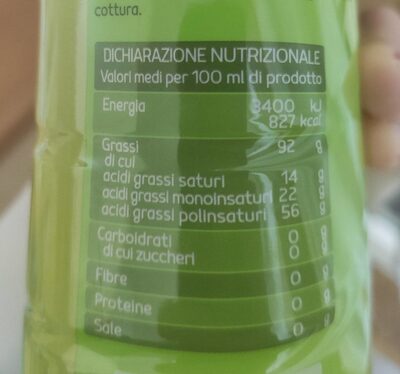 cottura.
DICHIARAZIONE NUTRIZIONALE
Valori medi per 100 ml di prodotto
Energia 3400 kJ
827 kcal
Grassi 92 g
di cui
acidi grassi saturi 14 g
acidi grassi monoinsaturi 22 g
acidi grassi polinsaturi 56 g
Carboidrati 0 g
di cui zuccheri 0 g
Fibre 0 g
Proteine 0 g
Sale 0 g